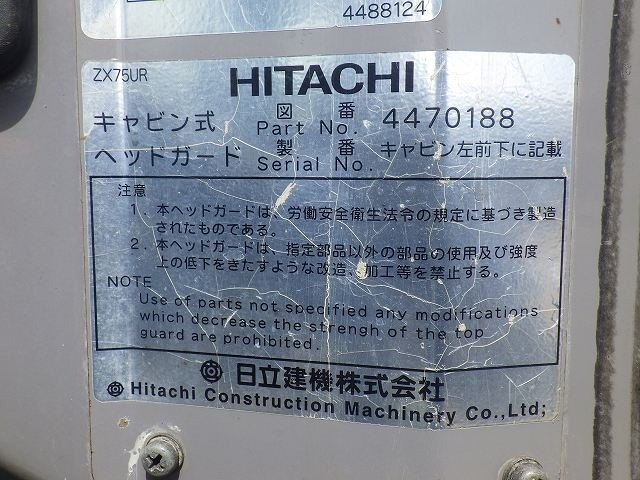 4488124
ZX75UR
HITACHI
キャビン式 図番 Part No. 4470188
ヘッドガード 製番 Serial No. キャビン左前下に記載
注意
1. 本ヘッドガードは、労働安全衛生法令の規定に基づき製造
されたものである。
2. 本ヘッドガードは、指定部品以外の部品の使用及び強度
上の低下をきたすような改造、加工等を禁止する。
NOTE
Use of parts not specified any modifications
which decrease the strengh of the top
guard are prohibited.
日立建機株式会社
Hitachi Construction Machinery Co.,Ltd;